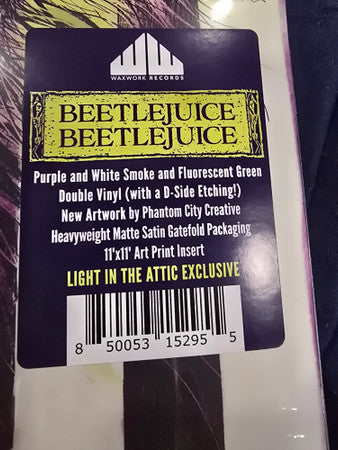 WAXWORK RECORDS
BEETLEJUICE
BEETLEJUICE
Purple and White Smoke and Fluorescent Green
Double Vinyl (with a D-Side Etching!)
New Artwork by Phantom City Creative
Heavyweight Matte Satin Gatefold Packaging
11'x11' Art Print Insert
LIGHT IN THE ATTIC EXCLUSIVE
8 50053 15295 5